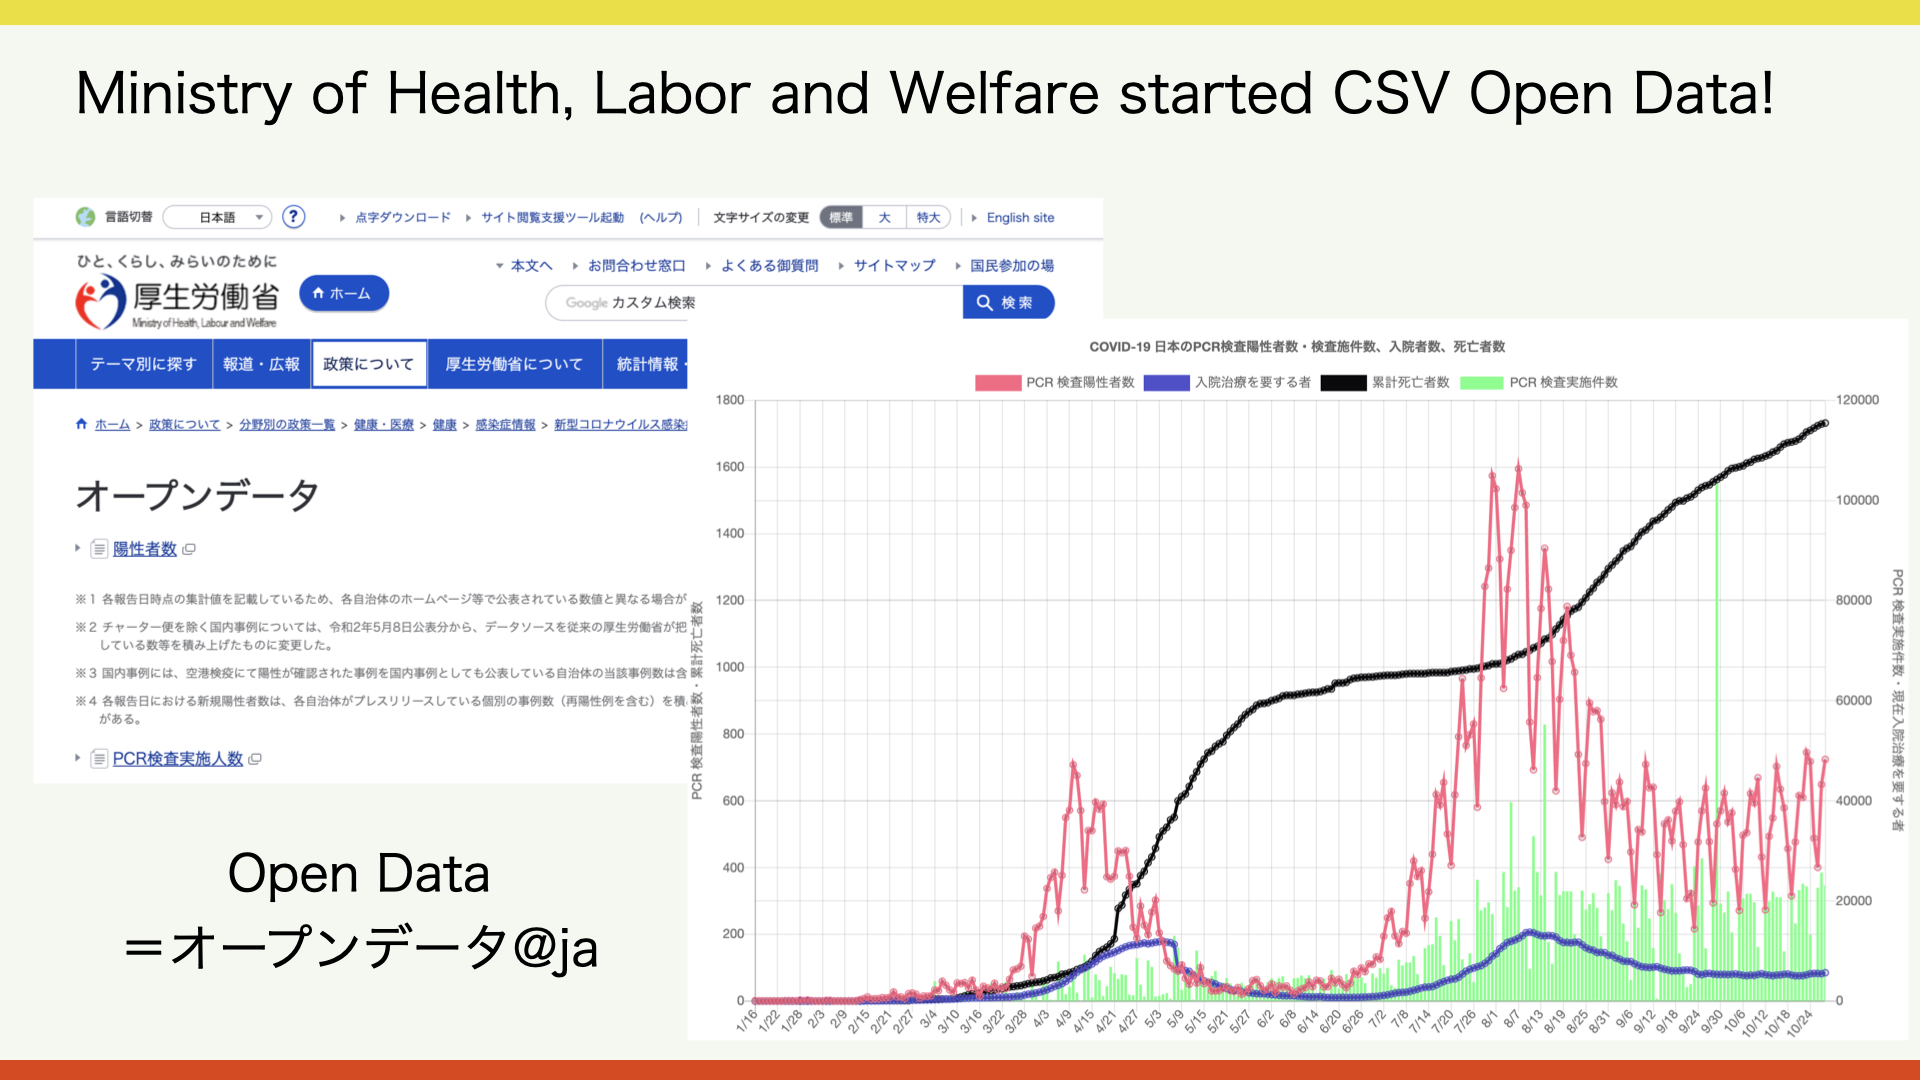 Ministry of Health, Labor and Welfare started CSV Open Data!
言語切替 日本語 ? 点字ダウンロード サイト閲覧支援ツール起動 (ヘルプ) 文字サイズの変更 標準 大 特大 English site
ひと、くらし、みらいのために
厚生労働省
Ministry of Health, Labour and Welfare
ホーム
本文へ お問合わせ窓口 よくある御質問 サイトマップ 国民参加の場
Google カスタム検索 検索
テーマ別に探す 報道・広報 政策について 厚生労働省について 統計情報・
ホーム > 政策について > 分野別の政策一覧 > 健康・医療 > 健康 > 感染症情報 > 新型コロナウイルス感染
オープンデータ
陽性者数
※1 各報告日時点の集計値を記載しているため、各自治体のホームページ等で公表されている数値と異なる場合が
※2 チャーター便を除く国内事例については、令和2年5月8日公表分から、データソースを従来の厚生労働省が把
している数等を積み上げたものに変更した。
※3 国内事例には、空港検疫にて陽性が確認された事例を国内事例としても公表している自治体の当該事例数は含
※4 各報告日における新規陽性者数は、各自治体がプレスリリースしている個別の事例数（再陽性例を含む）を積
がある。
PCR検査実施人数
Open Data
＝オープンデータ@ja
COVID-19 日本のPCR検査陽性者数・検査施件数、入院者数、死亡者数
PCR 検査陽性者数 入院治療を要する者 累計死亡者数 PCR 検査実施件数
PCR 検査陽性者数・累計死亡者数
1800
1600
1400
1200
1000
800
600
400
200
0
120000
100000
80000
60000
40000
20000
0
PCR 検査実施件数・現在入院治療を要する者
1/16 1/22 1/28 2/3 2/9 2/15 2/21 2/27 3/4 3/10 3/16 3/22 3/28 4/3 4/9 4/15 4/21 4/27 5/3 5/9 5/15 5/21 5/27 6/2 6/8 6/14 6/20 6/26 7/2 7/8 7/14 7/20 7/26 8/1 8/7 8/13 8/19 8/25 8/31 9/6 9/12 9/18 9/24 9/30 10/6 10/12 10/18 10/24